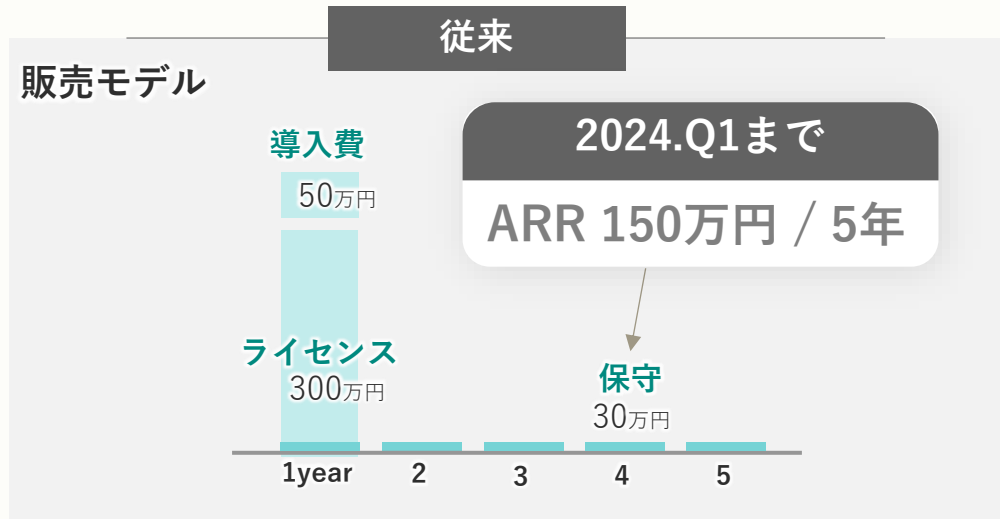 従来
販売モデル
2024.Q1まで
ARR 150万円 / 5年
導入費
50万円
ライセンス
300万円
保守
30万円
1year 2 3 4 5